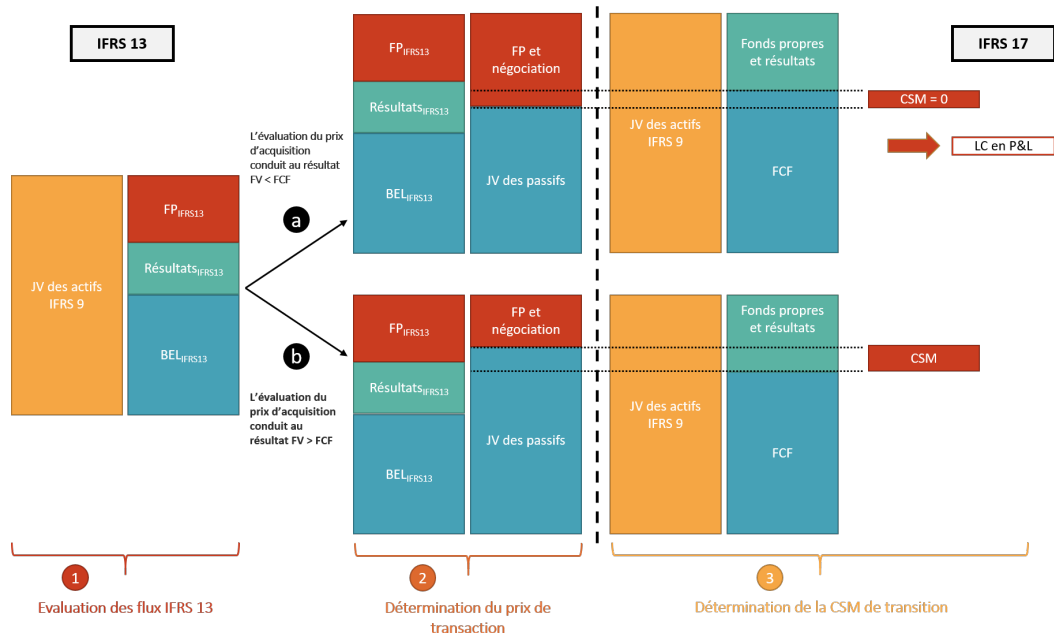 IFRS 13
IFRS 17
JV des actifs
IFRS 9
FP IFRS13
Résultats IFRS13
BEL IFRS13
L'évaluation du prix
d'acquisition
conduit au résultat
FV < FCF
a
b
L'évaluation du
prix d'acquisition
conduit au
résultat FV > FCF
FP IFRS13
Résultats IFRS13
BEL IFRS13
FP et
négociation
JV des passifs
JV des actifs
IFRS 9
Fonds propres
et résultats
FCF
CSM = 0
LC en P&L
FP IFRS13
Résultats IFRS13
BEL IFRS13
FP et
négociation
JV des passifs
JV des actifs
IFRS 9
Fonds propres
et résultats
FCF
CSM
1
Evaluation des flux IFRS 13
2
Détermination du prix de
transaction
3
Détermination de la CSM de transition